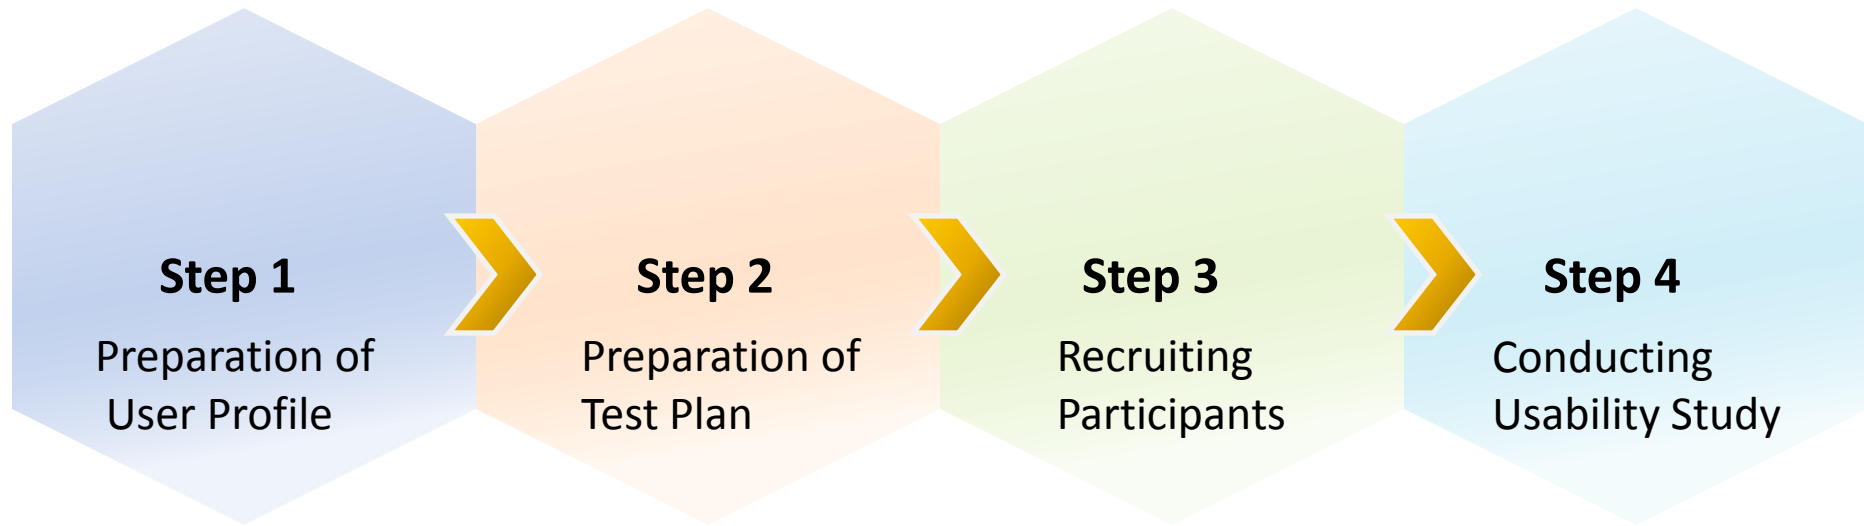 Step 1
Preparation of
User Profile
Step 2
Preparation of
Test Plan
Step 3
Recruiting
Participants
Step 4
Conducting
Usability Study